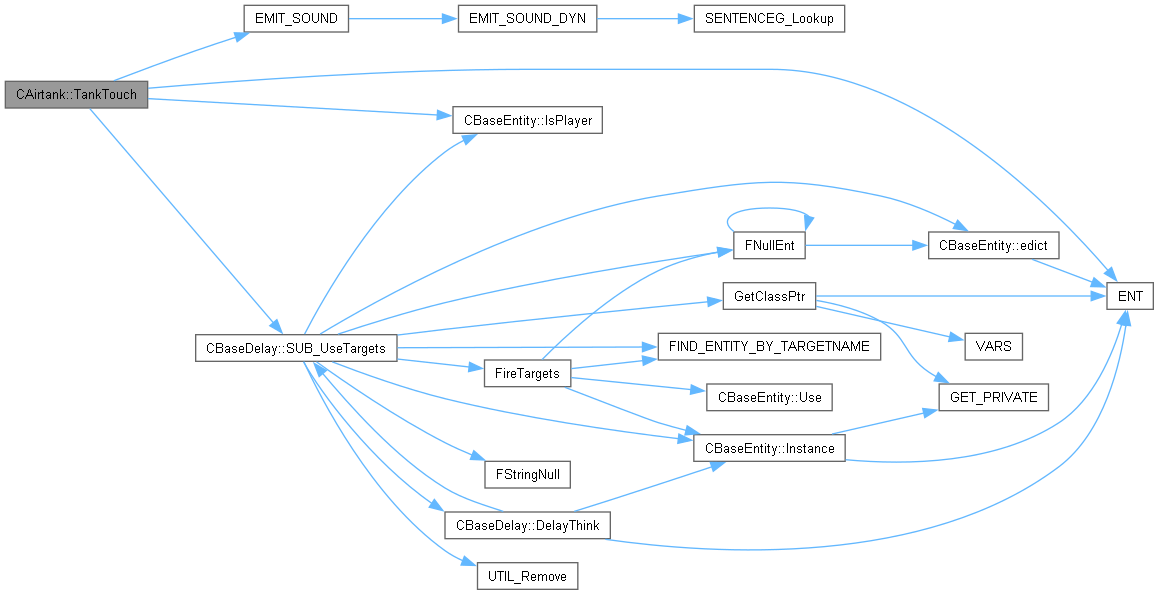 EMIT_SOUND
EMIT_SOUND_DYN
SENTENCEG_Lookup
CAirtank::TankTouch
CBaseEntity::IsPlayer
FNullEnt
CBaseEntity::edict
GetClassPtr
ENT
CBaseDelay::SUB_UseTargets
FIND_ENTITY_BY_TARGETNAME
VARS
FireTargets
CBaseEntity::Use
GET_PRIVATE
CBaseEntity::Instance
FStringNull
CBaseDelay::DelayThink
UTIL_Remove